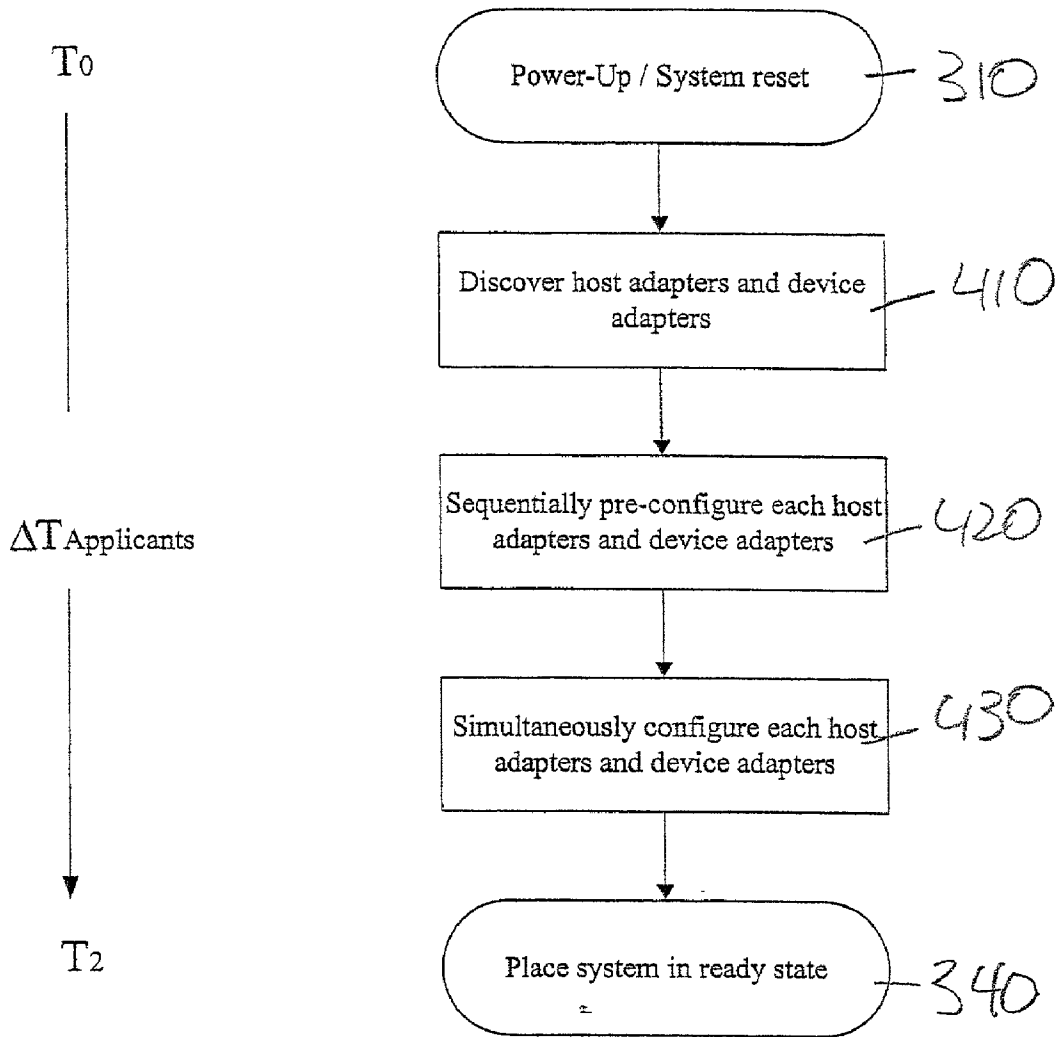 T0
Power-Up / System reset
310
Discover host adapters and device
adapters
410
Sequentially pre-configure each host
adapters and device adapters
420
ΔT Applicants
Simultaneously configure each host
adapters and device adapters
430
T2
Place system in ready state
340